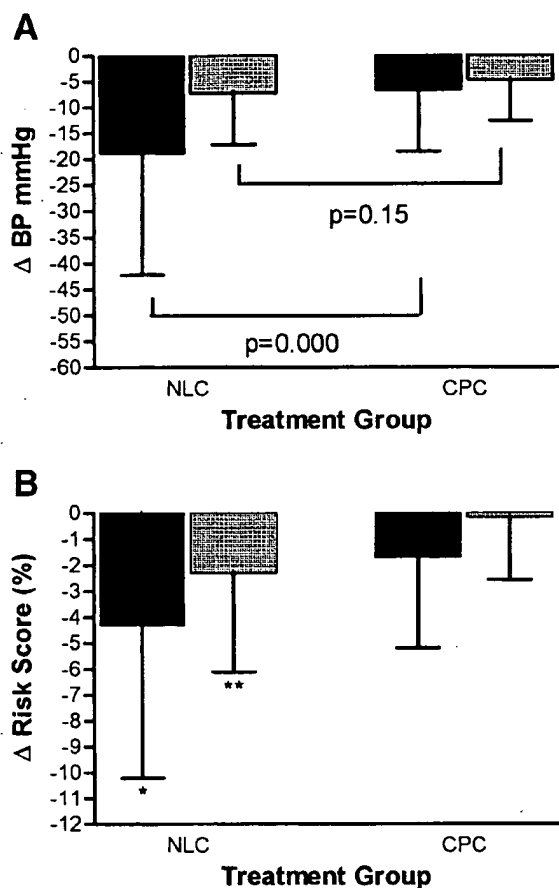 A
Δ BP mmHg
0
-5
-10
-15
-20
-25
-30
-35
-40
-45
-50
-55
-60
p=0.15
p=0.000
NLC CPC
Treatment Group
B
Δ Risk Score (%)
0
-1
-2
-3
-4
-5
-6
-7
-8
-9
-10
-11
-12
**
*
NLC CPC
Treatment Group